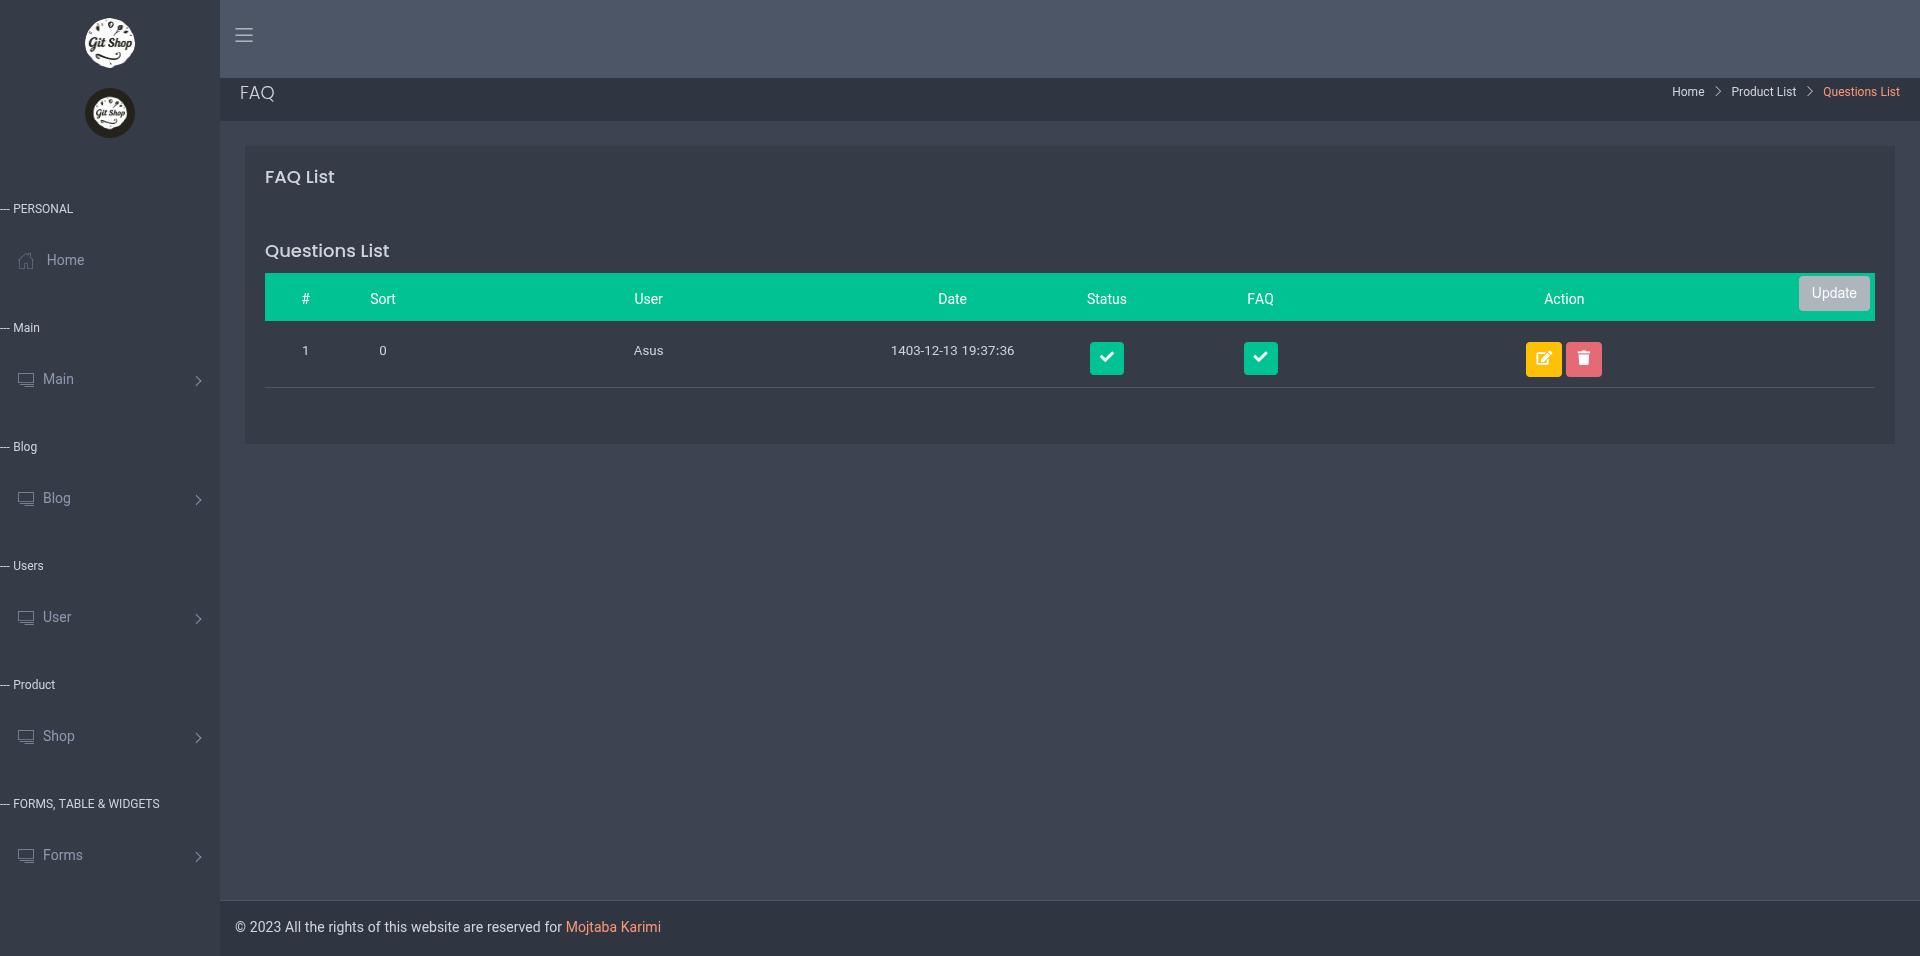 Git Shop
Git Shop
--- PERSONAL
Home
--- Main
Main
--- Blog
Blog
--- Users
User
--- Product
Shop
--- FORMS, TABLE & WIDGETS
Forms
FAQ
Home > Product List > Questions List
FAQ List
Questions List
# Sort User Date Status FAQ Action Update
1 0 Asus 1403-12-13 19:37:36
© 2023 All the rights of this website are reserved for Mojtaba Karimi